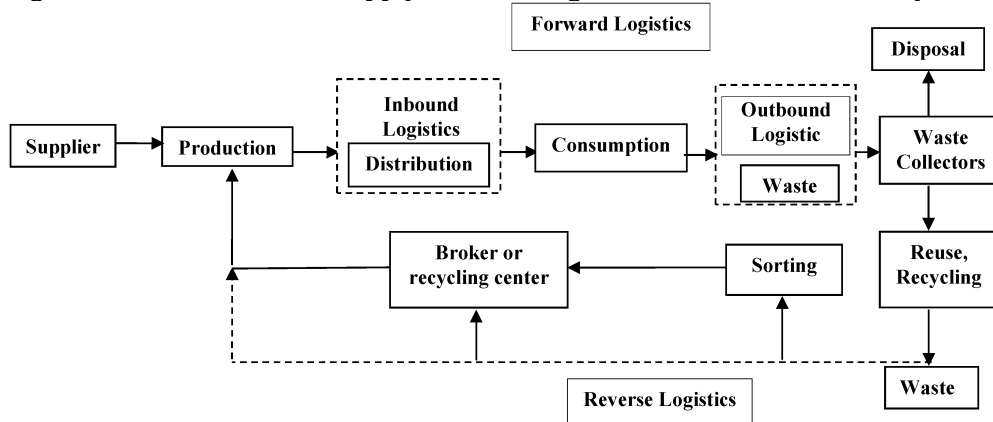 Forward Logistics
Disposal
Inbound
Logistics
Distribution
Outbound
Logistic
Waste
Supplier
Production
Consumption
Waste
Collectors
Broker or
recycling center
Sorting
Reuse,
Recycling
Waste
Reverse Logistics